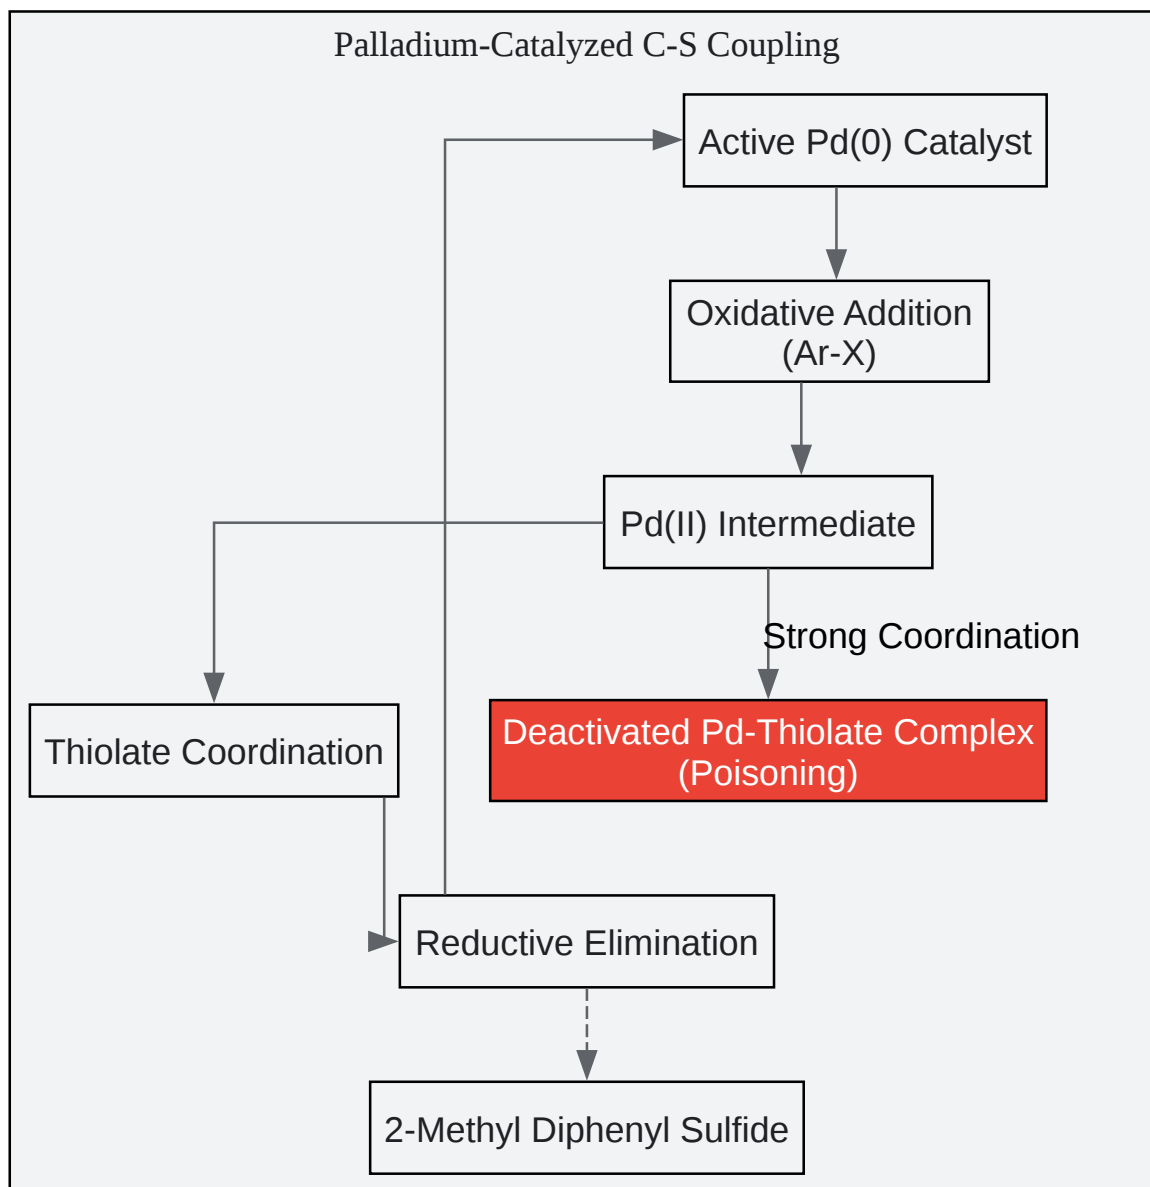 Palladium-Catalyzed C-S Coupling
Active Pd(0) Catalyst
Oxidative Addition
(Ar-X)
Pd(II) Intermediate
Strong Coordination
Thiolate Coordination
Deactivated Pd-Thiolate Complex
(Poisoning)
Reductive Elimination
2-Methyl Diphenyl Sulfide